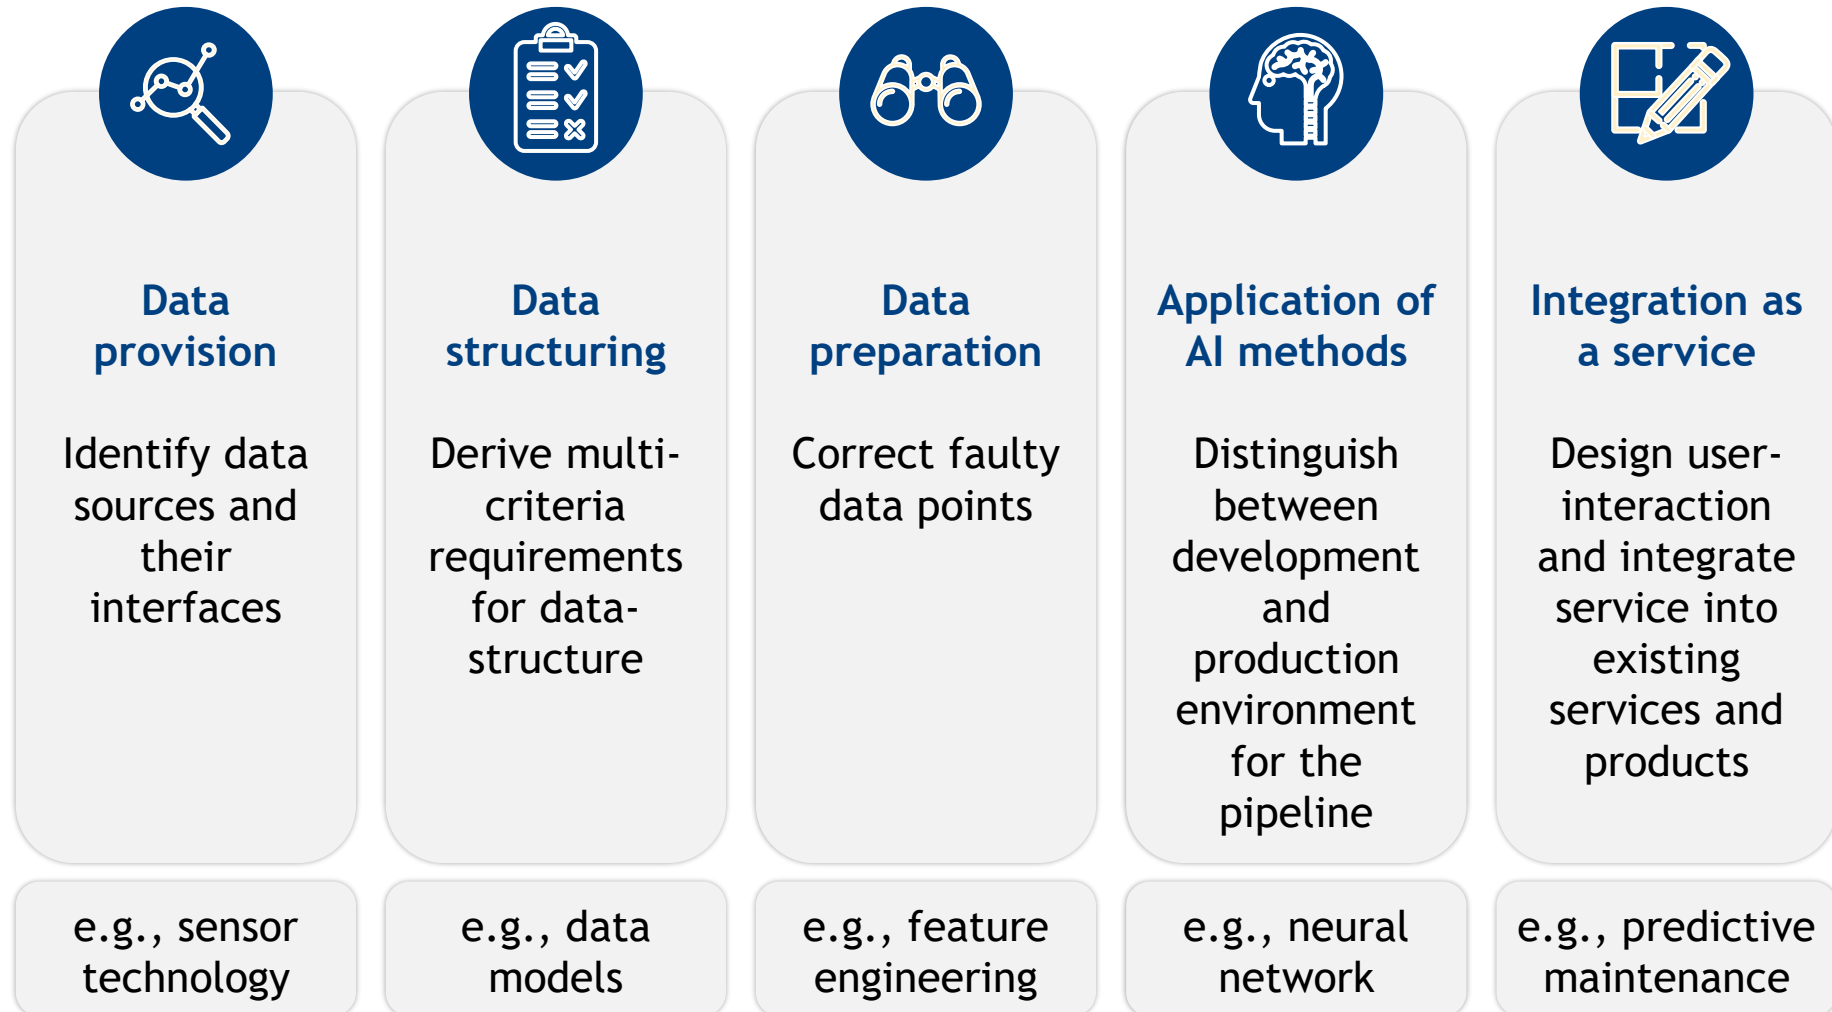 Data
provision
Identify data
sources and
their
interfaces
e.g., sensor
technology
Data
structuring
Derive multi-
criteria
requirements
for data-
structure
e.g., data
models
Data
preparation
Correct faulty
data points
e.g., feature
engineering
Application of
AI methods
Distinguish
between
development
and
production
environment
for the
pipeline
e.g., neural
network
Integration as
a service
Design user-
interaction
and integrate
service into
existing
services and
products
e.g., predictive
maintenance